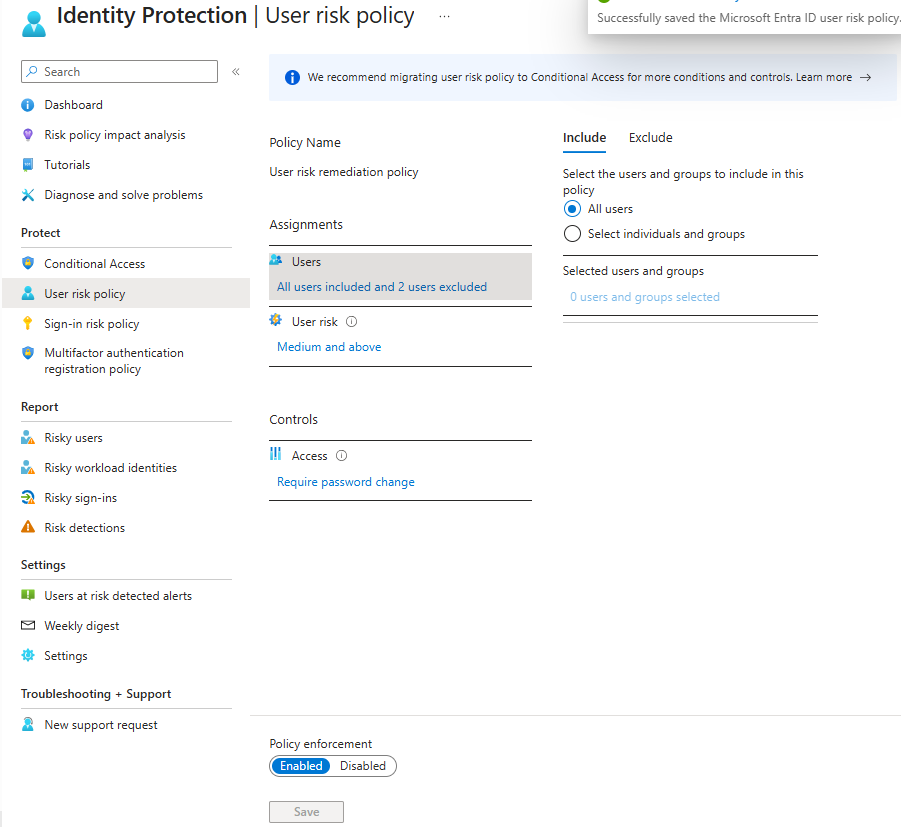 Identity Protection | User risk policy ...
Successfully saved the Microsoft Entra ID user risk policy.
Search
«
Dashboard
Risk policy impact analysis
Tutorials
Diagnose and solve problems
Protect
Conditional Access
User risk policy
Sign-in risk policy
Multifactor authentication
registration policy
Report
Risky users
Risky workload identities
Risky sign-ins
Risk detections
Settings
Users at risk detected alerts
Weekly digest
Settings
Troubleshooting + Support
New support request
We recommend migrating user risk policy to Conditional Access for more conditions and controls. Learn more →
Policy Name
User risk remediation policy
Assignments
Users
All users included and 2 users excluded
User risk
Medium and above
Controls
Access
Require password change
Include Exclude
Select the users and groups to include in this
policy
All users
Select individuals and groups
Selected users and groups
0 users and groups selected
Policy enforcement
Enabled Disabled
Save